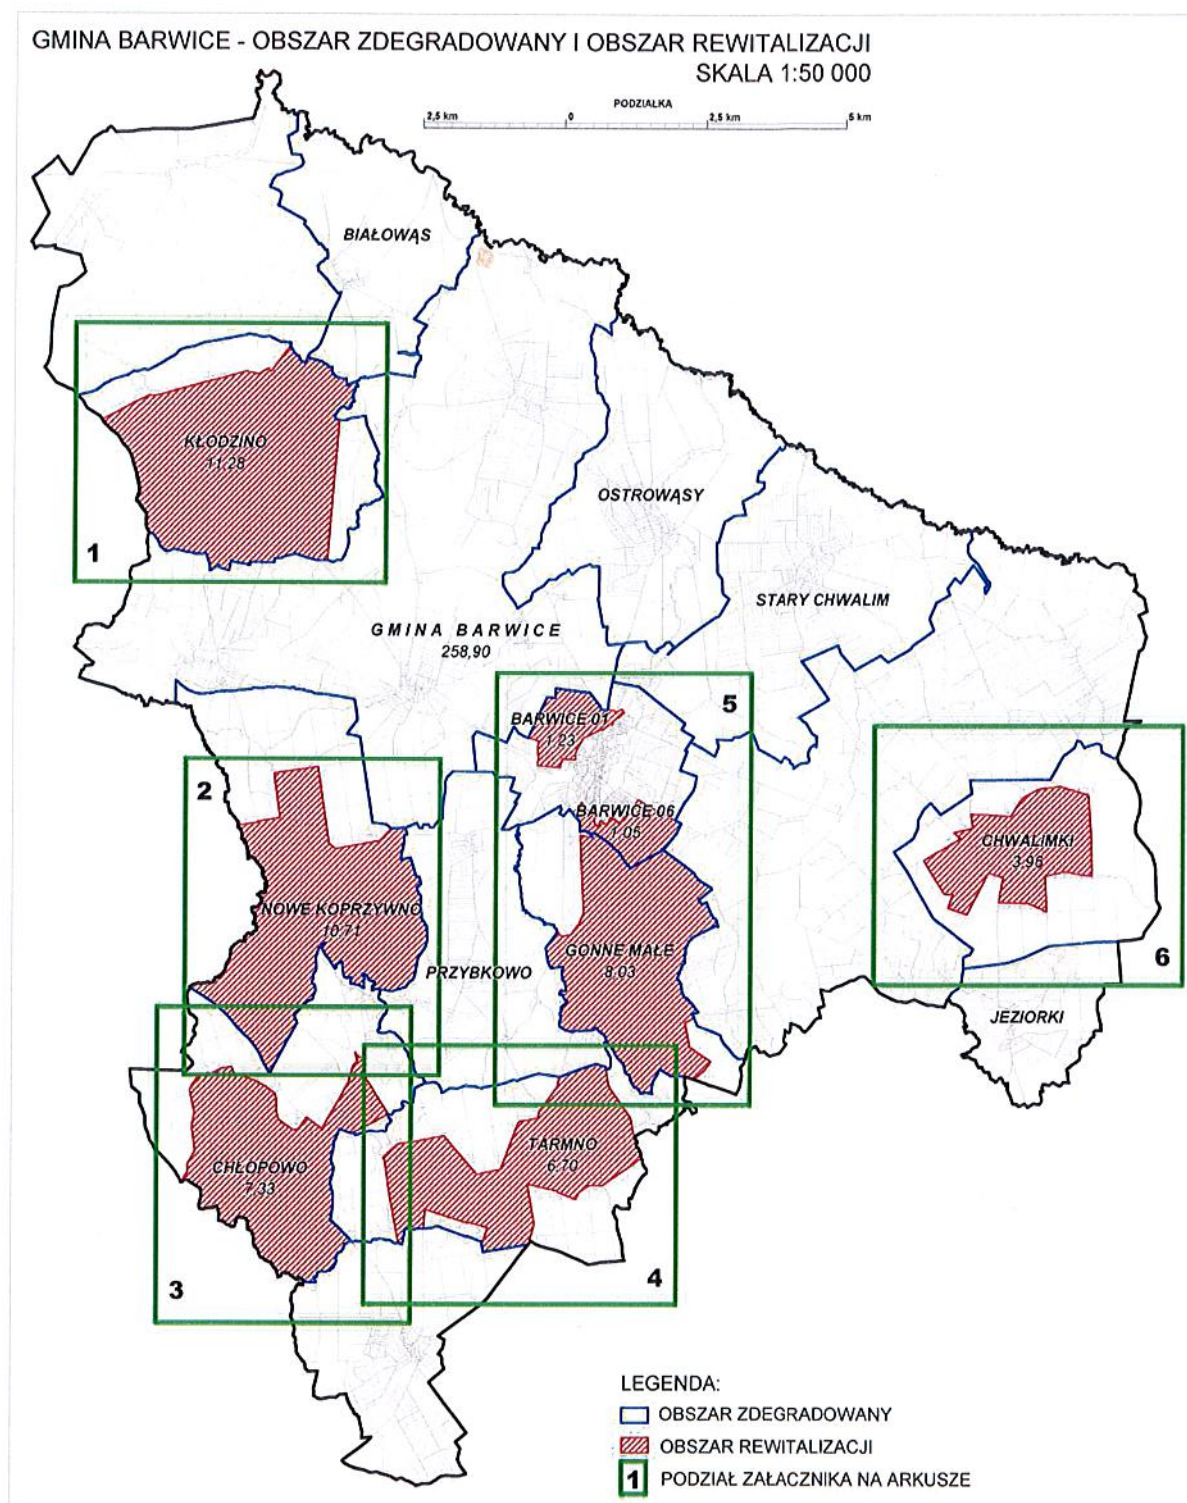 GMINA BARWICE - OBSZAR ZDEGRADOWANY I OBSZAR REWITALIZACJI
SKALA 1:50 000
PODZIAŁKA
2,5 km 0 2,5 km 5 km
BIAŁOWĄS
KŁODZINO
11,28
1
OSTROWĄSY
STARY CHWALIM
GMINA BARWICE
258,90
5
BARWICE 01
1,23
2
BARWICE 06
1,05
CHWALIMKI
3,96
NOWE KOPRZYWNO
10,71
GONNE MAŁE
8,03
6
PRZYBKOWO
JEZIORKI
TARMNO
6,70
CHŁOPOWO
7,33
4
3
LEGENDA:
OBSZAR ZDEGRADOWANY
OBSZAR REWITALIZACJI
1 PODZIAŁ ZAŁACZNIKA NA ARKUSZE